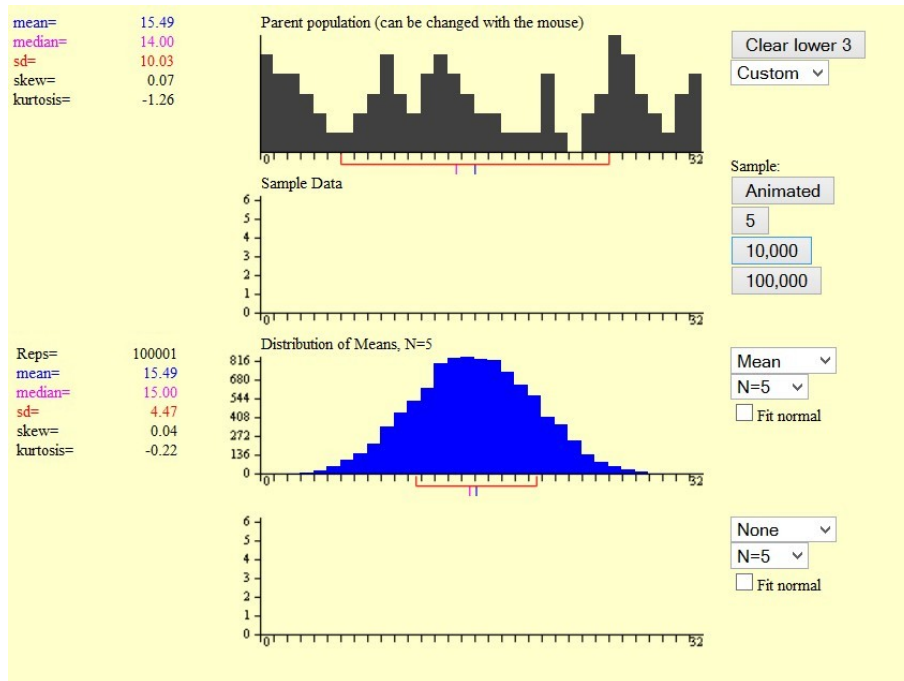 mean= 15.49
median= 14.00
sd= 10.03
skew= 0.07
kurtosis= -1.26
Parent population (can be changed with the mouse)
0 32
Clear lower 3
Custom
Sample Data
6
5
4
3
2
1
0
0 32
Sample:
Animated
5
10,000
100,000
Reps= 100001
mean= 15.49
median= 15.00
sd= 4.47
skew= 0.04
kurtosis= -0.22
Distribution of Means, N=5
816
680
544
408
272
136
0
0 32
Mean
N=5
Fit normal
6
5
4
3
2
1
0
0 32
None
N=5
Fit normal